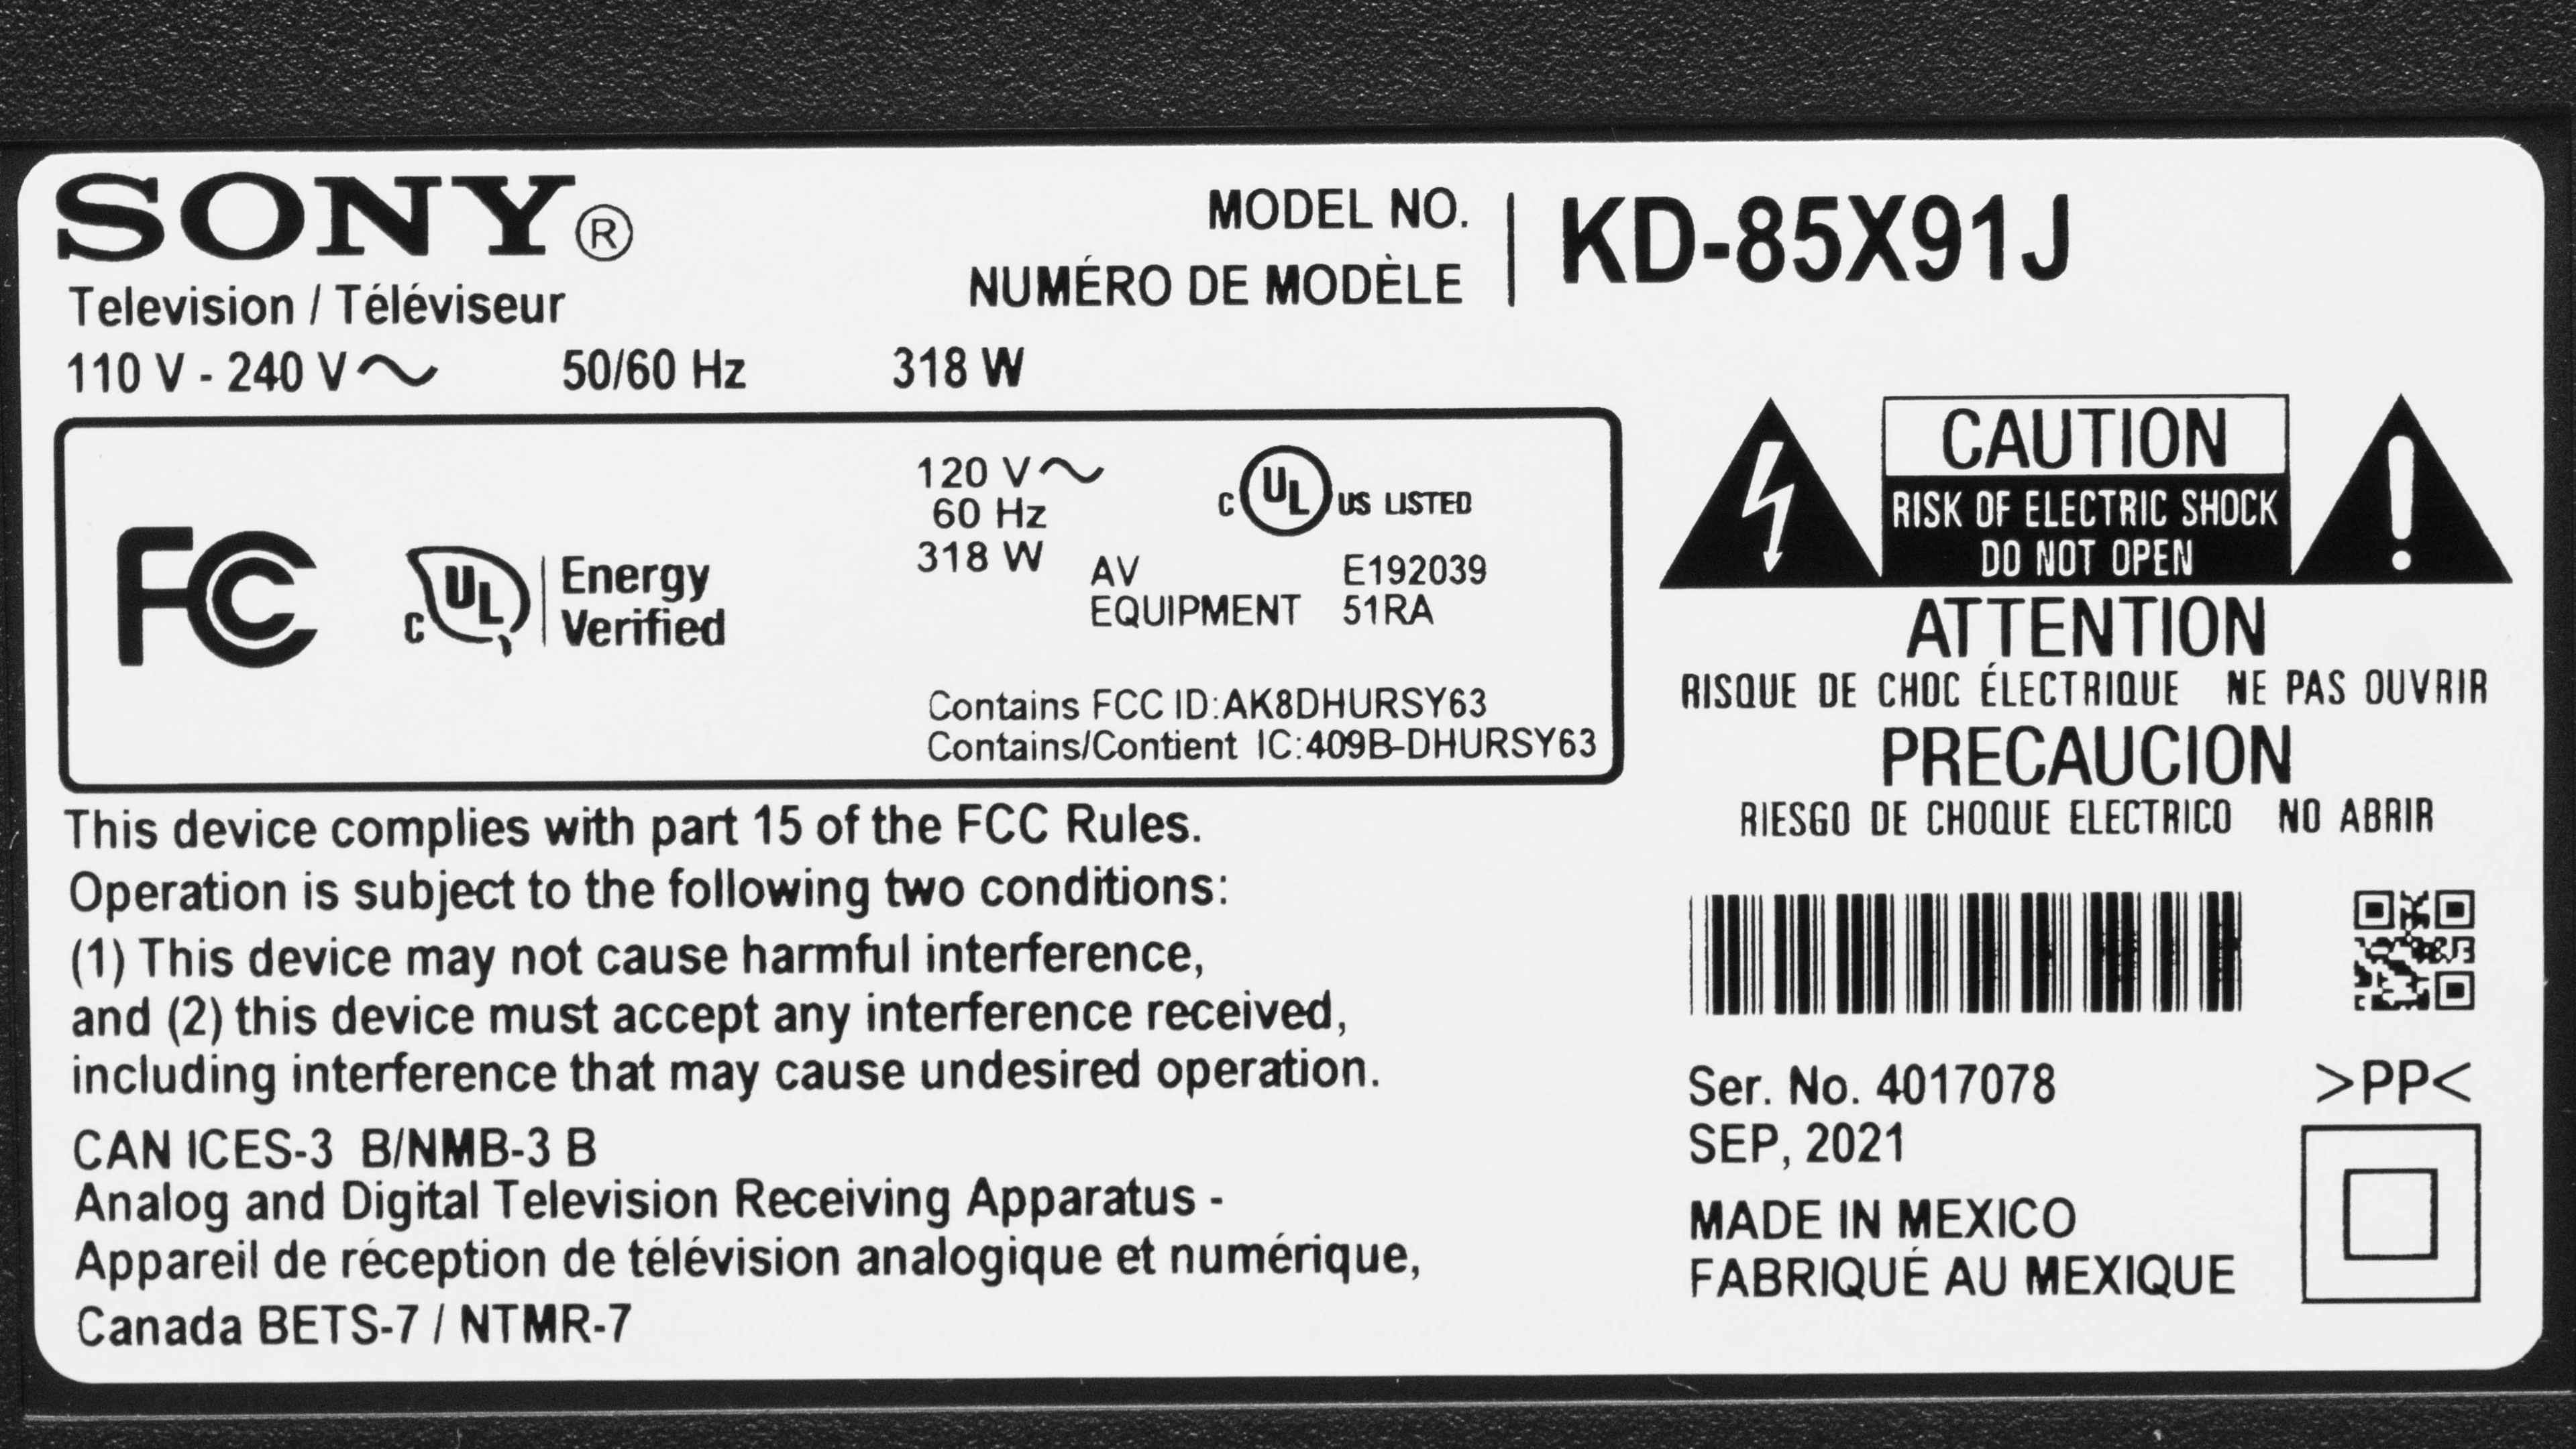 SONY®
Television / Téléviseur
MODEL NO.
NUMÉRO DE MODÈLE
KD-85X91J
110 V - 240 V 50/60 Hz 318 W
FC
C UL Energy
Verified
120 V
60 Hz
318 W
C UL US LISTED
AV E192039
EQUIPMENT 51RA
Contains FCC ID:AK8DHURSY63
Contains/Contient IC:409B-DHURSY63
This device complies with part 15 of the FCC Rules.
Operation is subject to the following two conditions:
(1) This device may not cause harmful interference,
and (2) this device must accept any interference received,
including interference that may cause undesired operation.
CAN ICES-3 B/NMB-3 B
Analog and Digital Television Receiving Apparatus -
Appareil de réception de télévision analogique et numérique,
Canada BETS-7 / NTMR-7
CAUTION
RISK OF ELECTRIC SHOCK
DO NOT OPEN
ATTENTION
RISQUE DE CHOC ÉLECTRIQUE NE PAS OUVRIR
PRECAUCION
RIESGO DE CHOQUE ELECTRICO NO ABRIR
Ser. No. 4017078
SEP, 2021
>PP<
MADE IN MEXICO
FABRIQUÉ AU MEXIQUE